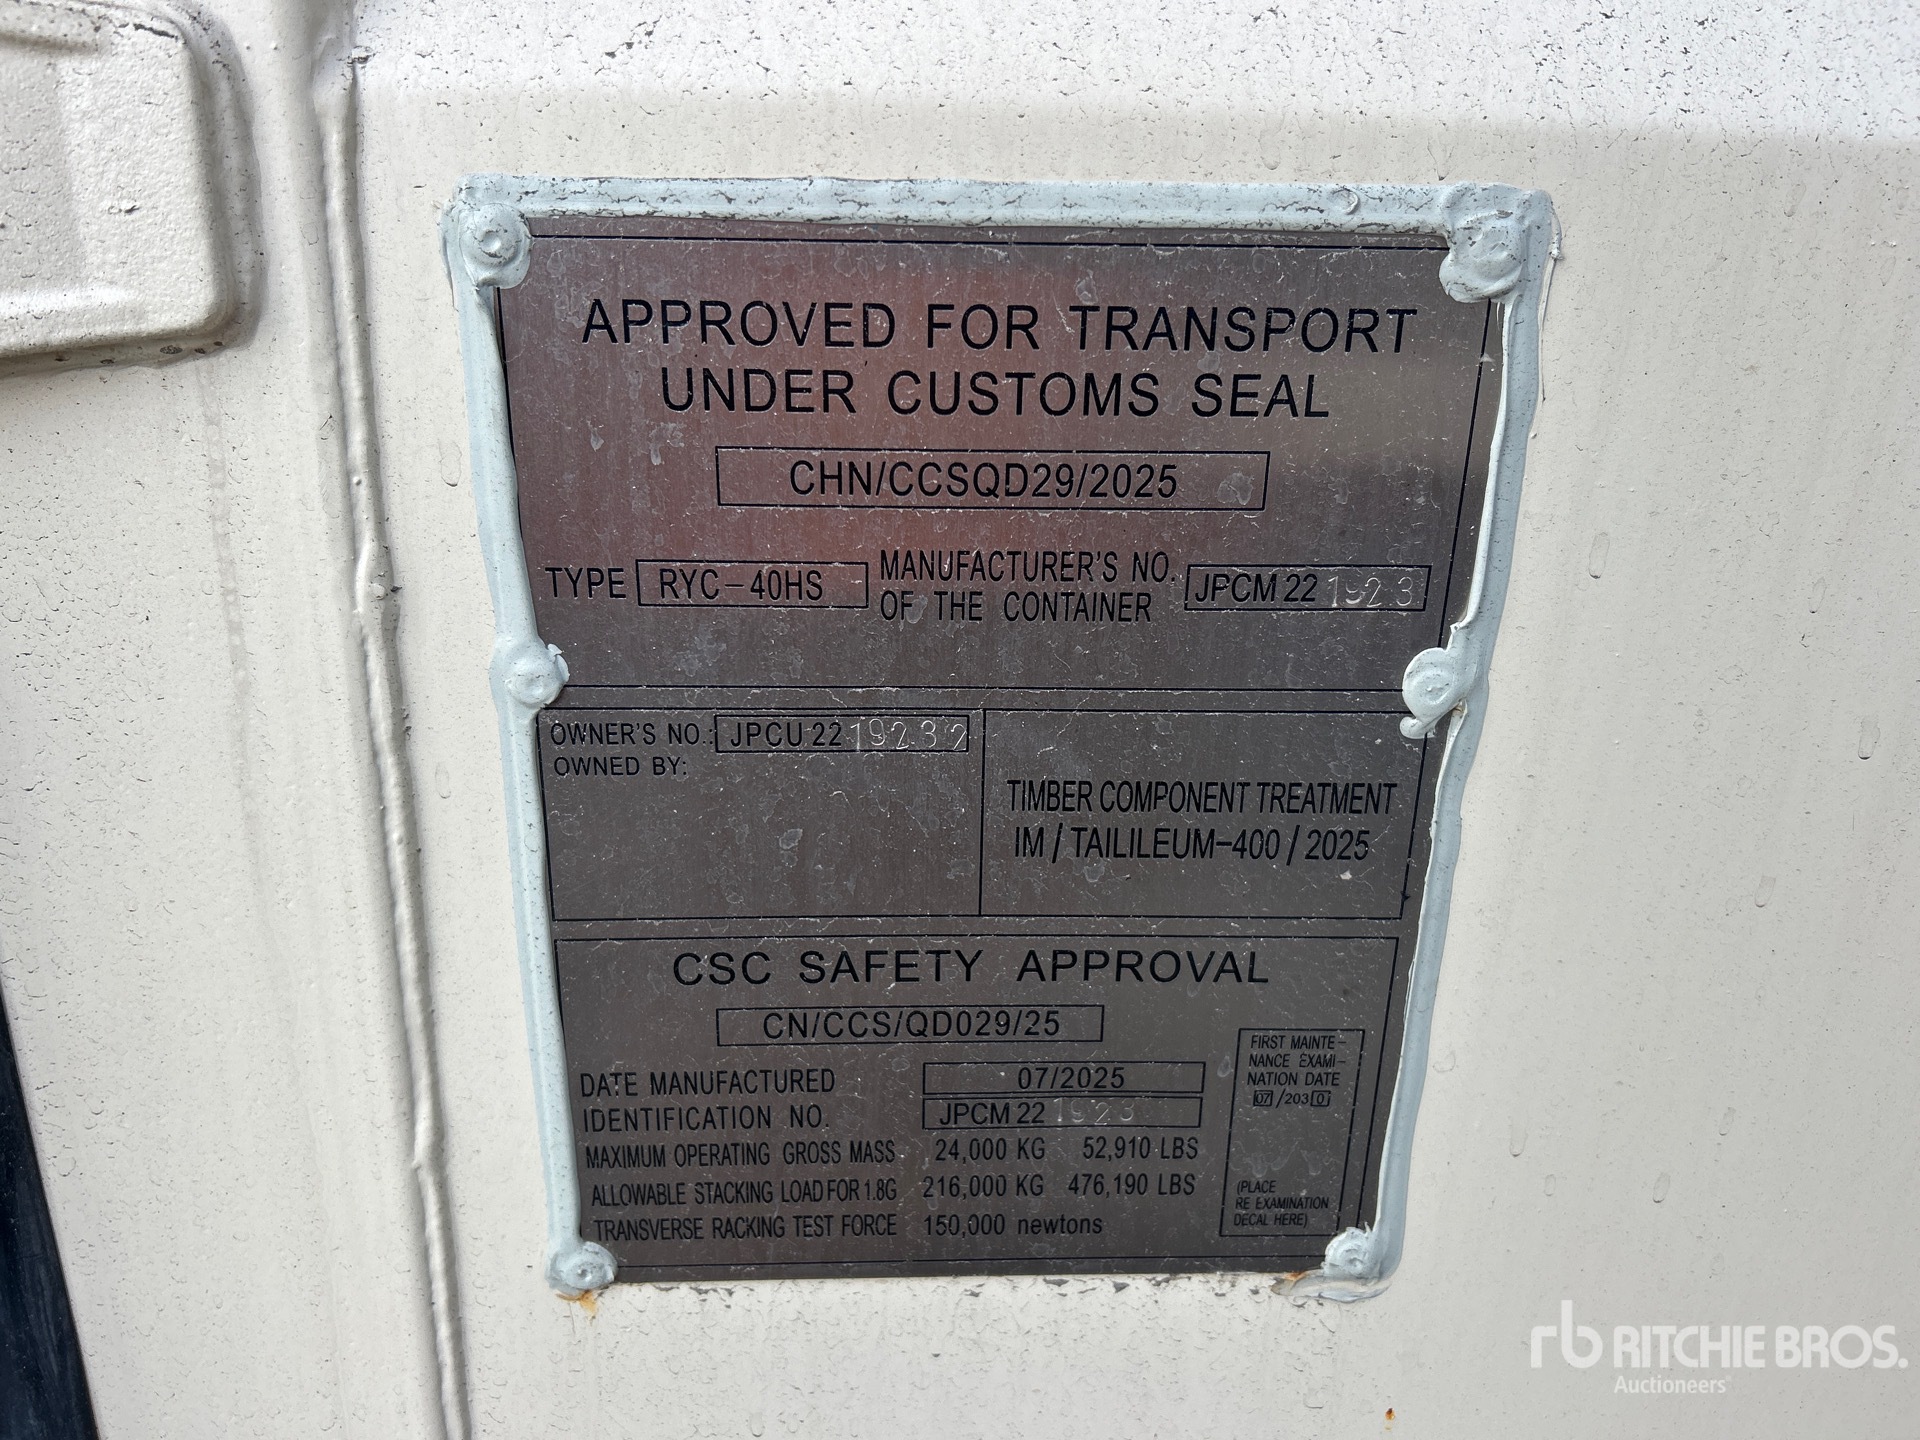 APPROVED FOR TRANSPORT
UNDER CUSTOMS SEAL
CHN/CCSQD29/2025
TYPE RYC-40HS
MANUFACTURER'S NO.
OF THE CONTAINER
JPCM 22 1923
OWNER'S NO.: JPCU 22 19232
OWNED BY:
TIMBER COMPONENT TREATMENT
IM / TAILILEUM-400 / 2025
CSC SAFETY APPROVAL
CN/CCS/QD029/25
DATE MANUFACTURED 07/2025
IDENTIFICATION NO. JPCM 22 1923
MAXIMUM OPERATING GROSS MASS 24,000 KG 52,910 LBS
ALLOWABLE STACKING LOAD FOR 1.8G 216,000 KG 476,190 LBS
TRANSVERSE RACKING TEST FORCE 150,000 newtons
FIRST MAINTE-
NANCE EXAMI-
NATION DATE
07/2030
(PLACE
RE EXAMINATION
DECAL HERE)
rb RITCHIE BROS.
Auctioneers